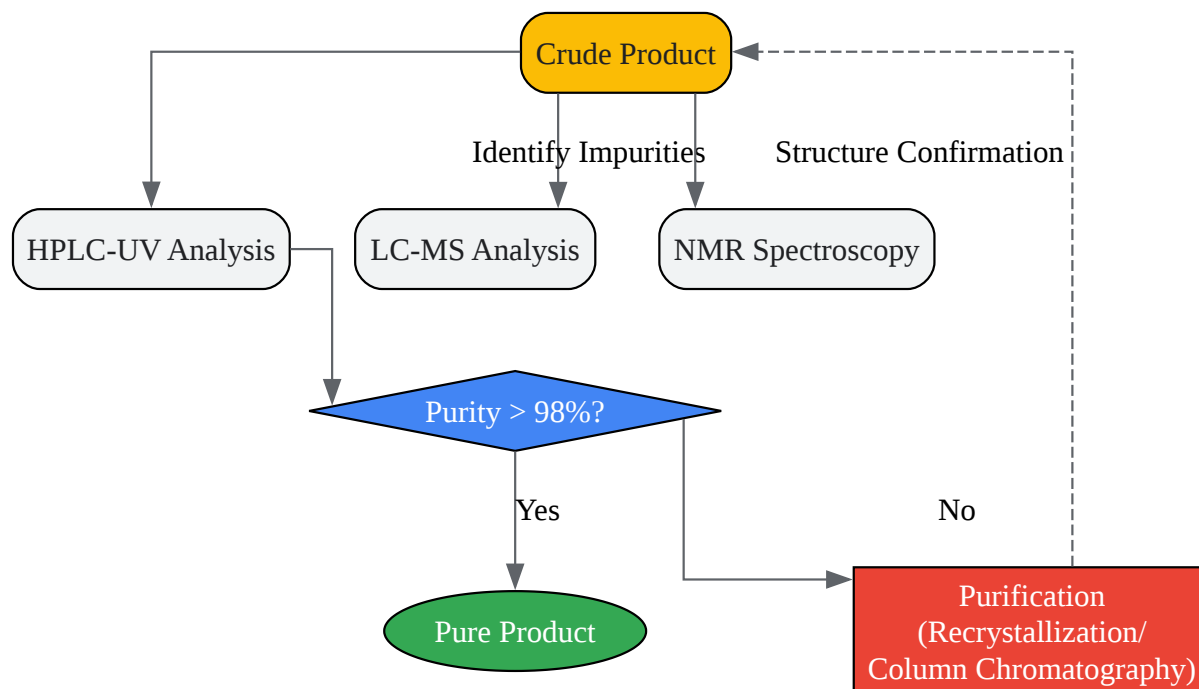 Crude Product
Identify Impurities
Structure Confirmation
HPLC-UV Analysis
LC-MS Analysis
NMR Spectroscopy
Purity > 98%?
Yes
No
Pure Product
Purification
(Recrystallization/
Column Chromatography)